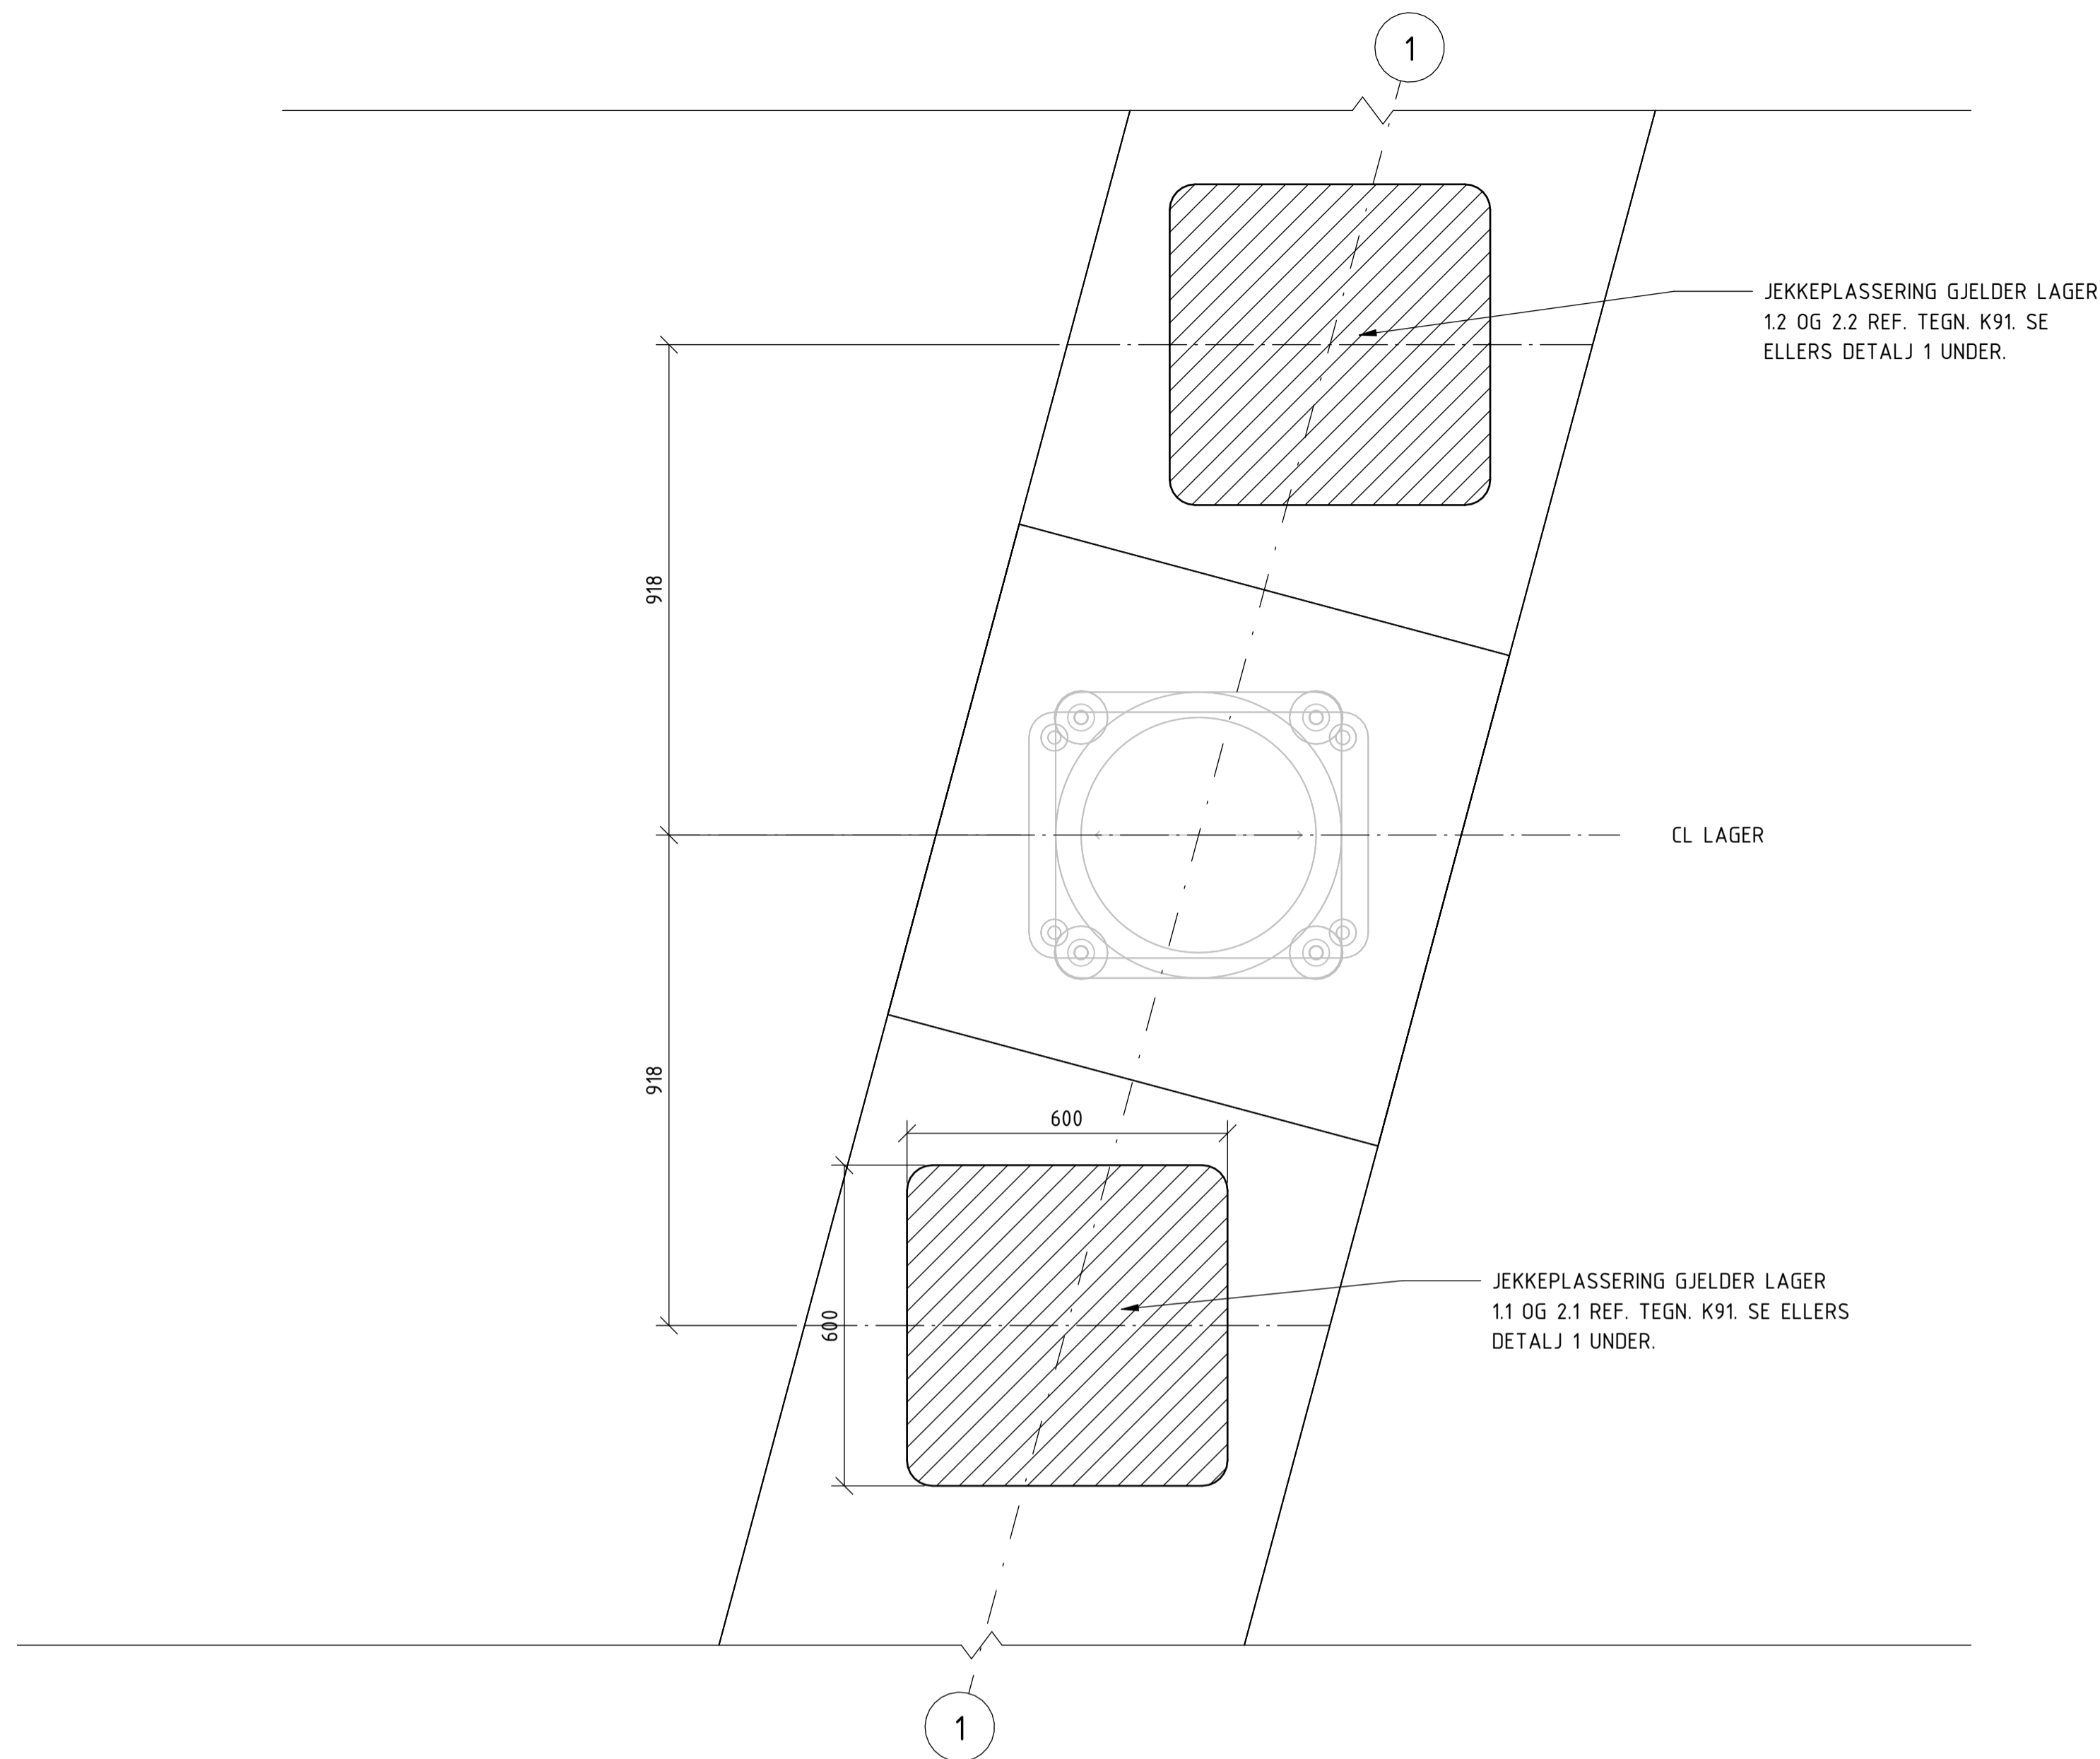 1
JEKKEPLASSERING GJELDER LAGER
1.2 OG 2.2 REF. TEGN. K91. SE
ELLERS DETALJ 1 UNDER.
918
CL LAGER
918
600
600
JEKKEPLASSERING GJELDER LAGER
1.1 OG 2.1 REF. TEGN. K91. SE ELLERS
DETALJ 1 UNDER.
1